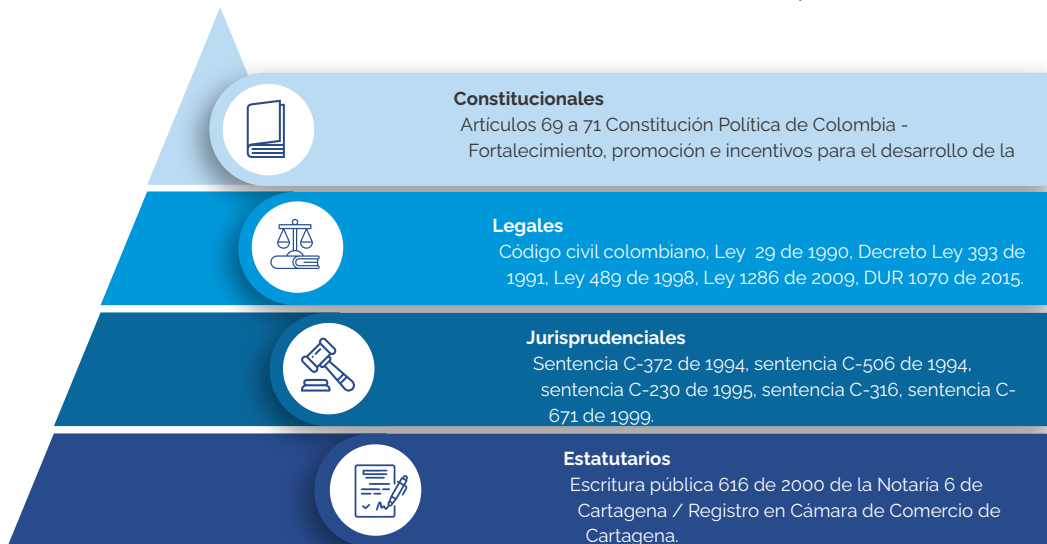 Constitucionales
Artículos 69 a 71 Constitución Política de Colombia -
Fortalecimiento, promoción e incentivos para el desarrollo de la
Legales
Código civil colombiano, Ley 29 de 1990, Decreto Ley 393 de
1991, Ley 489 de 1998, Ley 1286 de 2009, DUR 1070 de 2015.
Jurisprudenciales
Sentencia C-372 de 1994, sentencia C-506 de 1994,
sentencia C-230 de 1995, sentencia C-316, sentencia C-
671 de 1999.
Estatutarios
Escritura pública 616 de 2000 de la Notaría 6 de
Cartagena / Registro en Cámara de Comercio de
Cartagena.